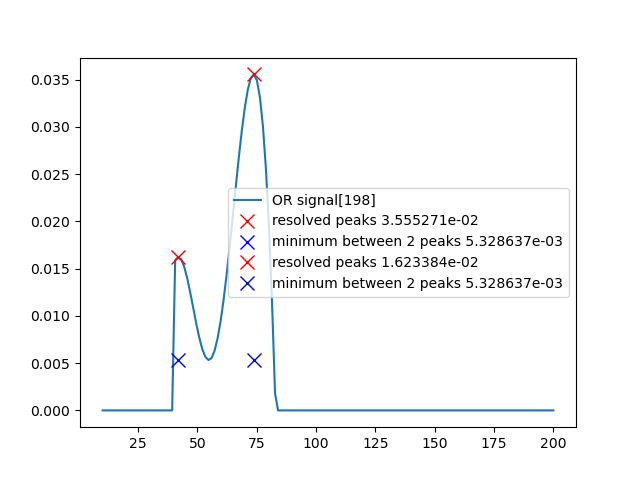 0.035
0.030
0.025
0.020
0.015
0.010
0.005
0.000
OR signal[198]
resolved peaks 3.555271e-02
minimum between 2 peaks 5.328637e-03
resolved peaks 1.623384e-02
minimum between 2 peaks 5.328637e-03
25 50 75 100 125 150 175 200